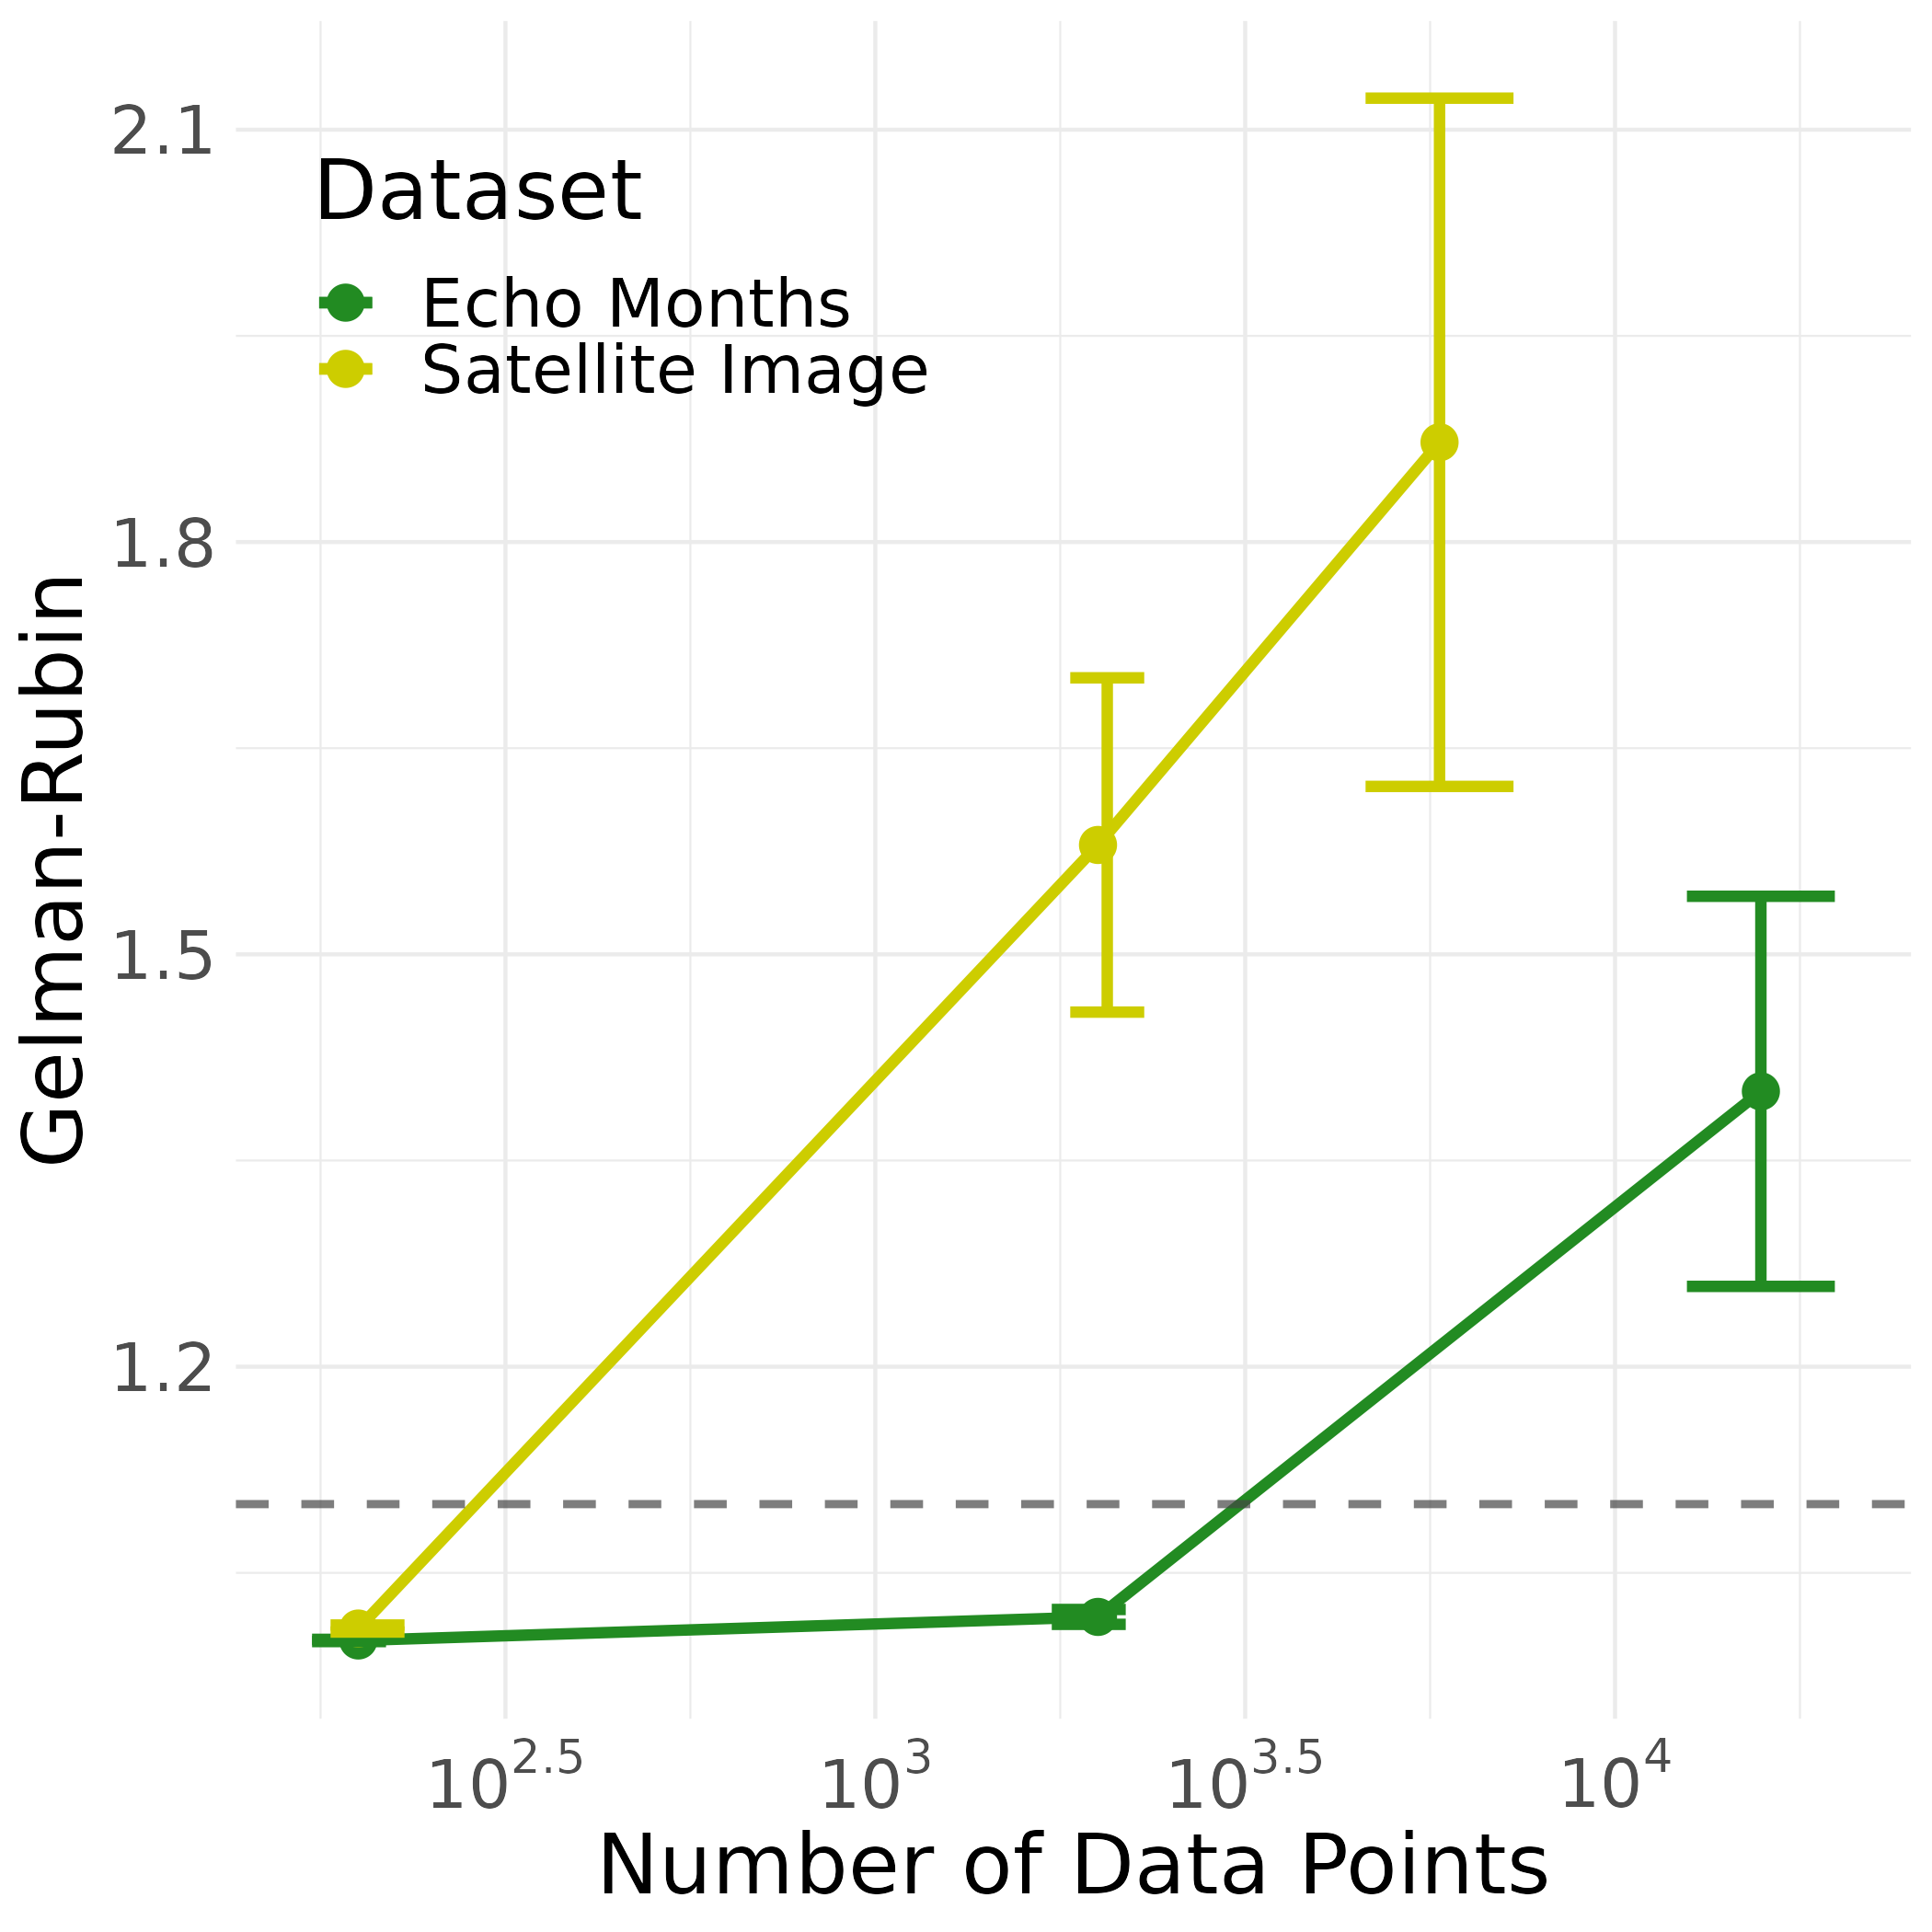 2.1
1.8
1.5
1.2
Gelman-Rubin
Dataset
Echo Months
Satellite Image
10^2.5 10^3 10^3.5 10^4
Number of Data Points